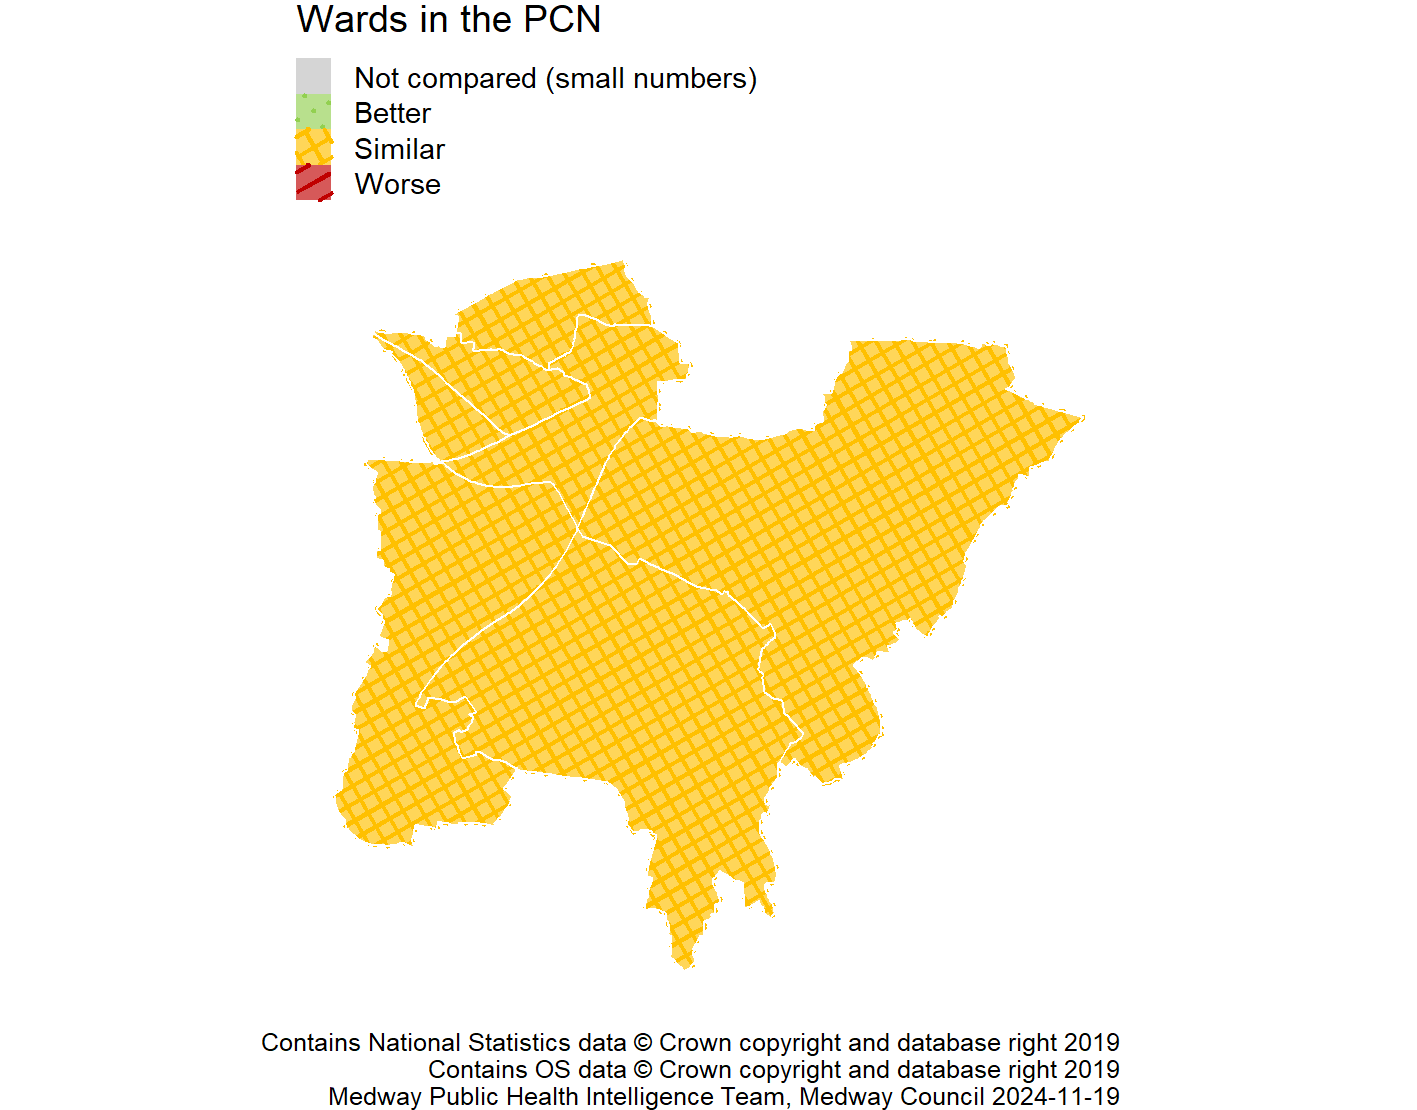 Wards in the PCN
Not compared (small numbers)
Better
Similar
Worse
Contains National Statistics data © Crown copyright and database right 2019
Contains OS data © Crown copyright and database right 2019
Medway Public Health Intelligence Team, Medway Council 2024-11-19